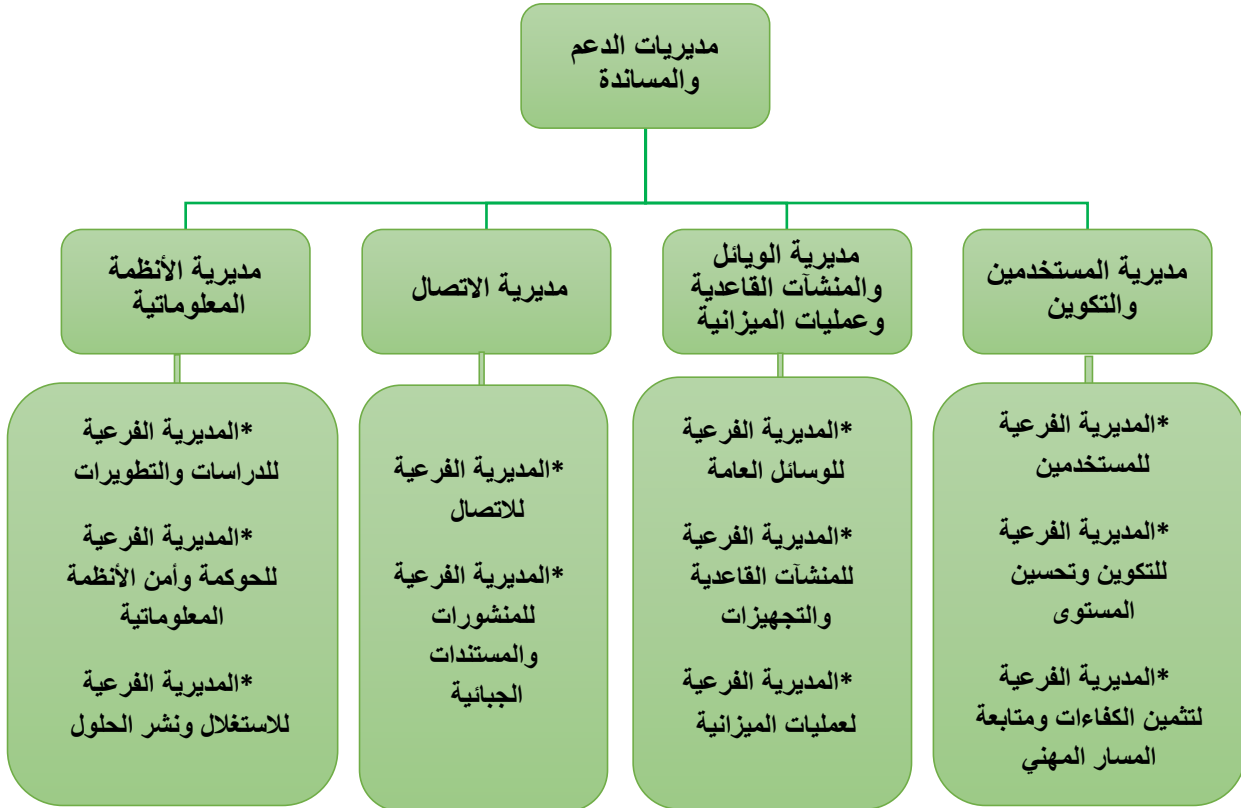 مديريات الدعم
والمساندة
مديرية المستخدمين
والتكوين
مديرية الويائل
والمنشآت القاعدية
وعمليات الميزانية
مديرية الاتصال
مديرية الأنظمة
المعلوماتية
*المديرية الفرعية
للمستخدمين
*المديرية الفرعية
للتكوين وتحسين
المستوى
*المديرية الفرعية
لتثمين الكفاءات ومتابعة
المسار المهني
*المديرية الفرعية
للوسائل العامة
*المديرية الفرعية
للمنشآت القاعدية
والتجهيزات
*المديرية الفرعية
لعمليات الميزانية
*المديرية الفرعية
للاتصال
*المديرية الفرعية
للمنشورات
والمستندات
الجبائية
*المديرية الفرعية
للدراسات والتطويرات
*المديرية الفرعية
للحوكمة وأمن الأنظمة
المعلوماتية
*المديرية الفرعية
للاستغلال ونشر الحلول